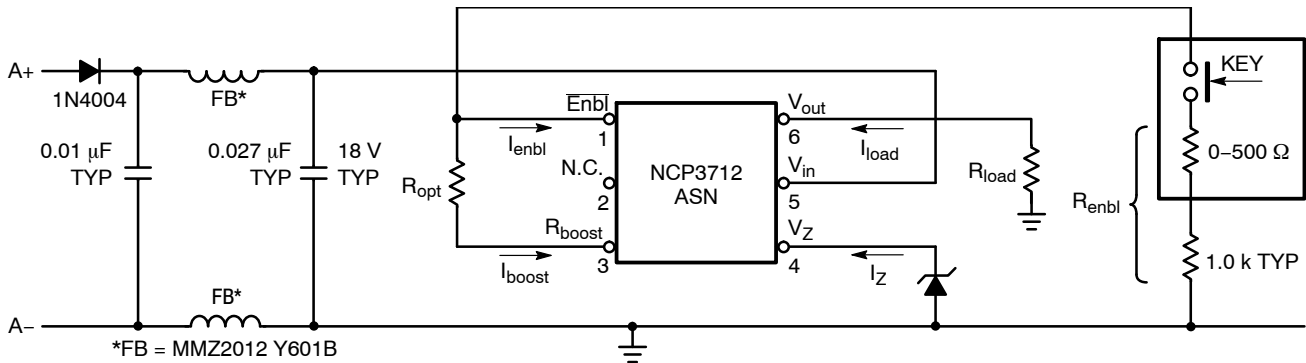 A+
1N4004
FB*
KEY
Enbl
1
I_enbl
V_out
6
I_load
0.01 μF
TYP
0.027 μF
TYP
18 V
TYP
R_opt
N.C.
2
NCP3712
ASN
V_in
5
R_load
0–500 Ω
R_enbl
R_boost
3
I_boost
V_Z
4
I_Z
1.0 k TYP
FB*
A–
*FB = MMZ2012 Y601B